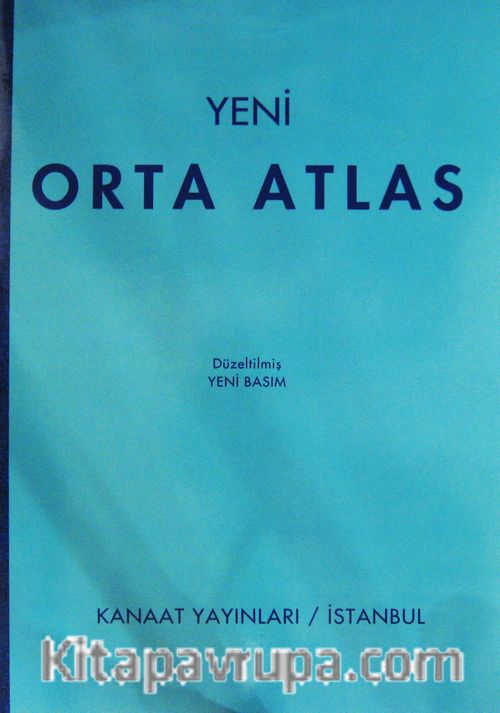 YENİ
ORTA ATLAS
Düzeltilmiş
YENİ BASIM
KANAAT YAYINLARI / İSTANBUL
Kitapavrupa.com